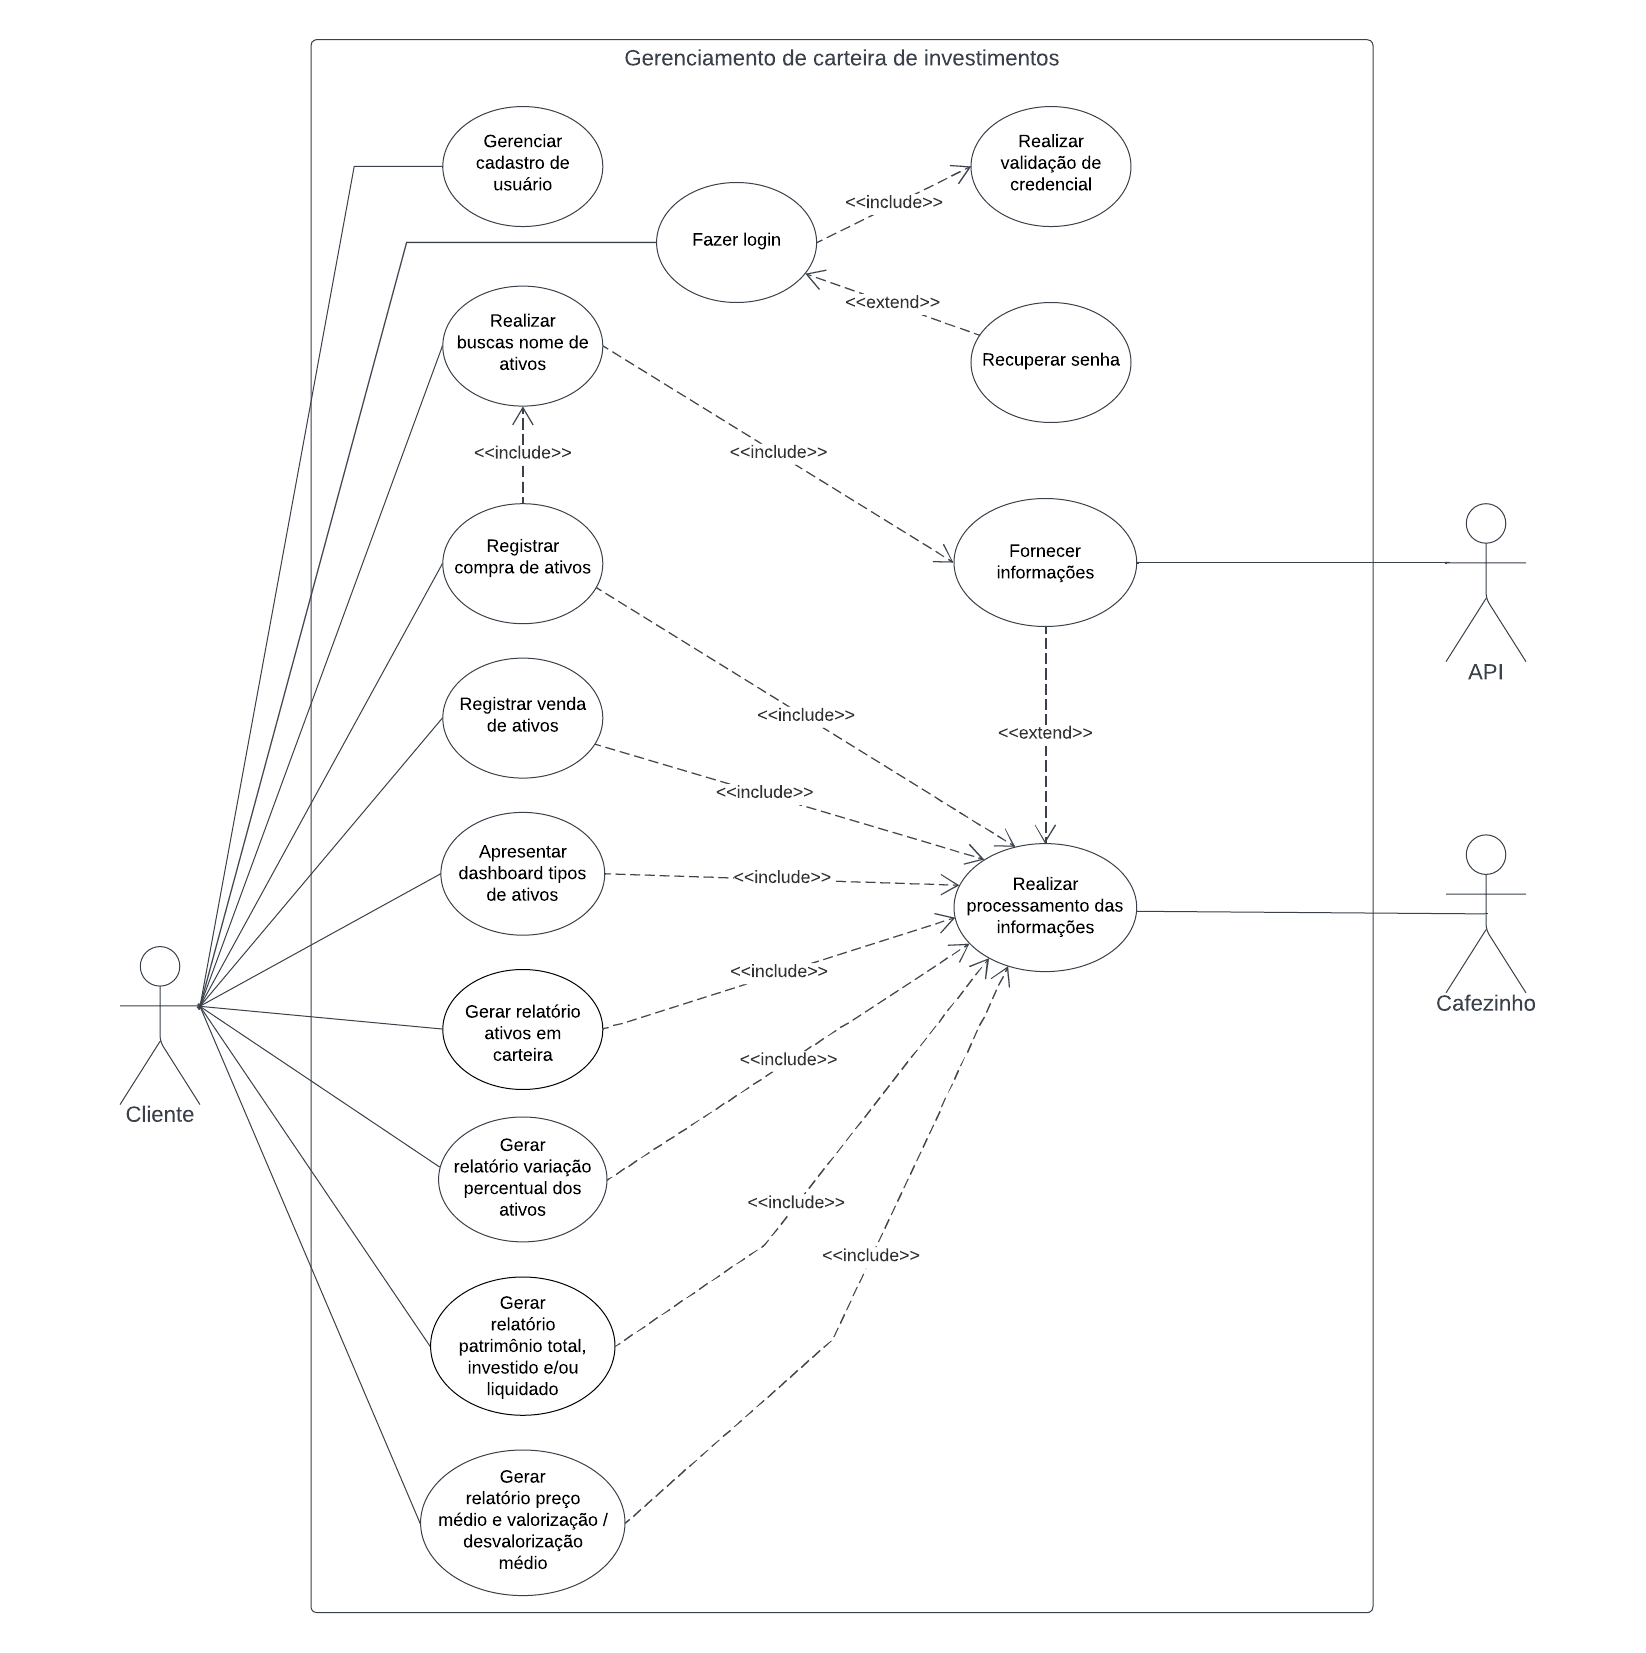 Gerenciamento de carteira de investimentos
Gerenciar
cadastro de
usuário
Realizar
validação de
credencial
<<include>>
Fazer login
<<extend>>
Recuperar senha
Realizar
buscas nome de
ativos
<<include>>
<<include>>
Registrar
compra de ativos
Fornecer
informações
API
Registrar venda
de ativos
<<include>>
<<extend>>
<<include>>
Apresentar
dashboard tipos
de ativos
<<include>>
Realizar
processamento das
informações
Cafezinho
Gerar relatório
ativos em
carteira
<<include>>
<<include>>
Cliente
Gerar
relatório variação
percentual dos
ativos
<<include>>
<<include>>
Gerar
relatório
patrimônio total,
investido e/ou
liquidado
Gerar
relatório preço
médio e valorização /
desvalorização
médio